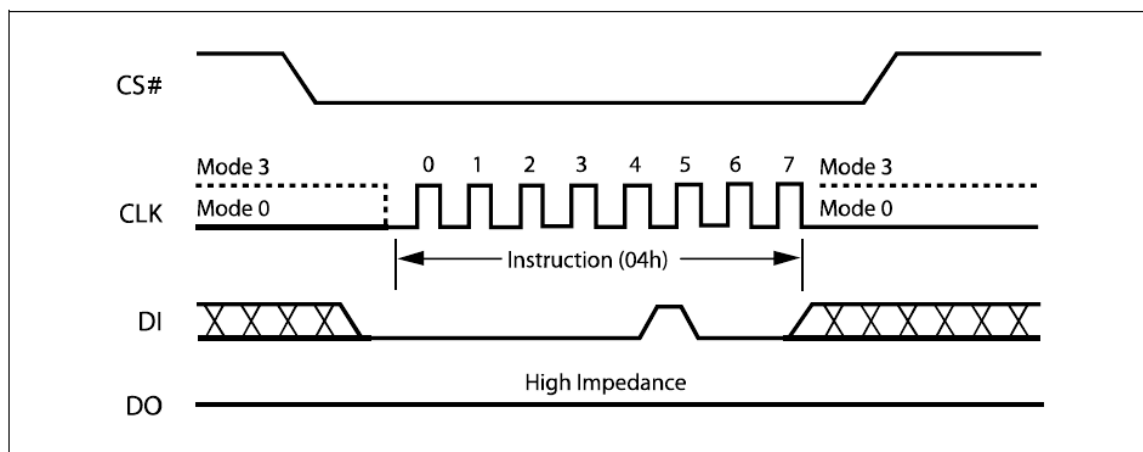 CS#
Mode 3
0 1 2 3 4 5 6 7
Mode 3
CLK
Mode 0
Mode 0
Instruction (04h)
DI
High Impedance
DO